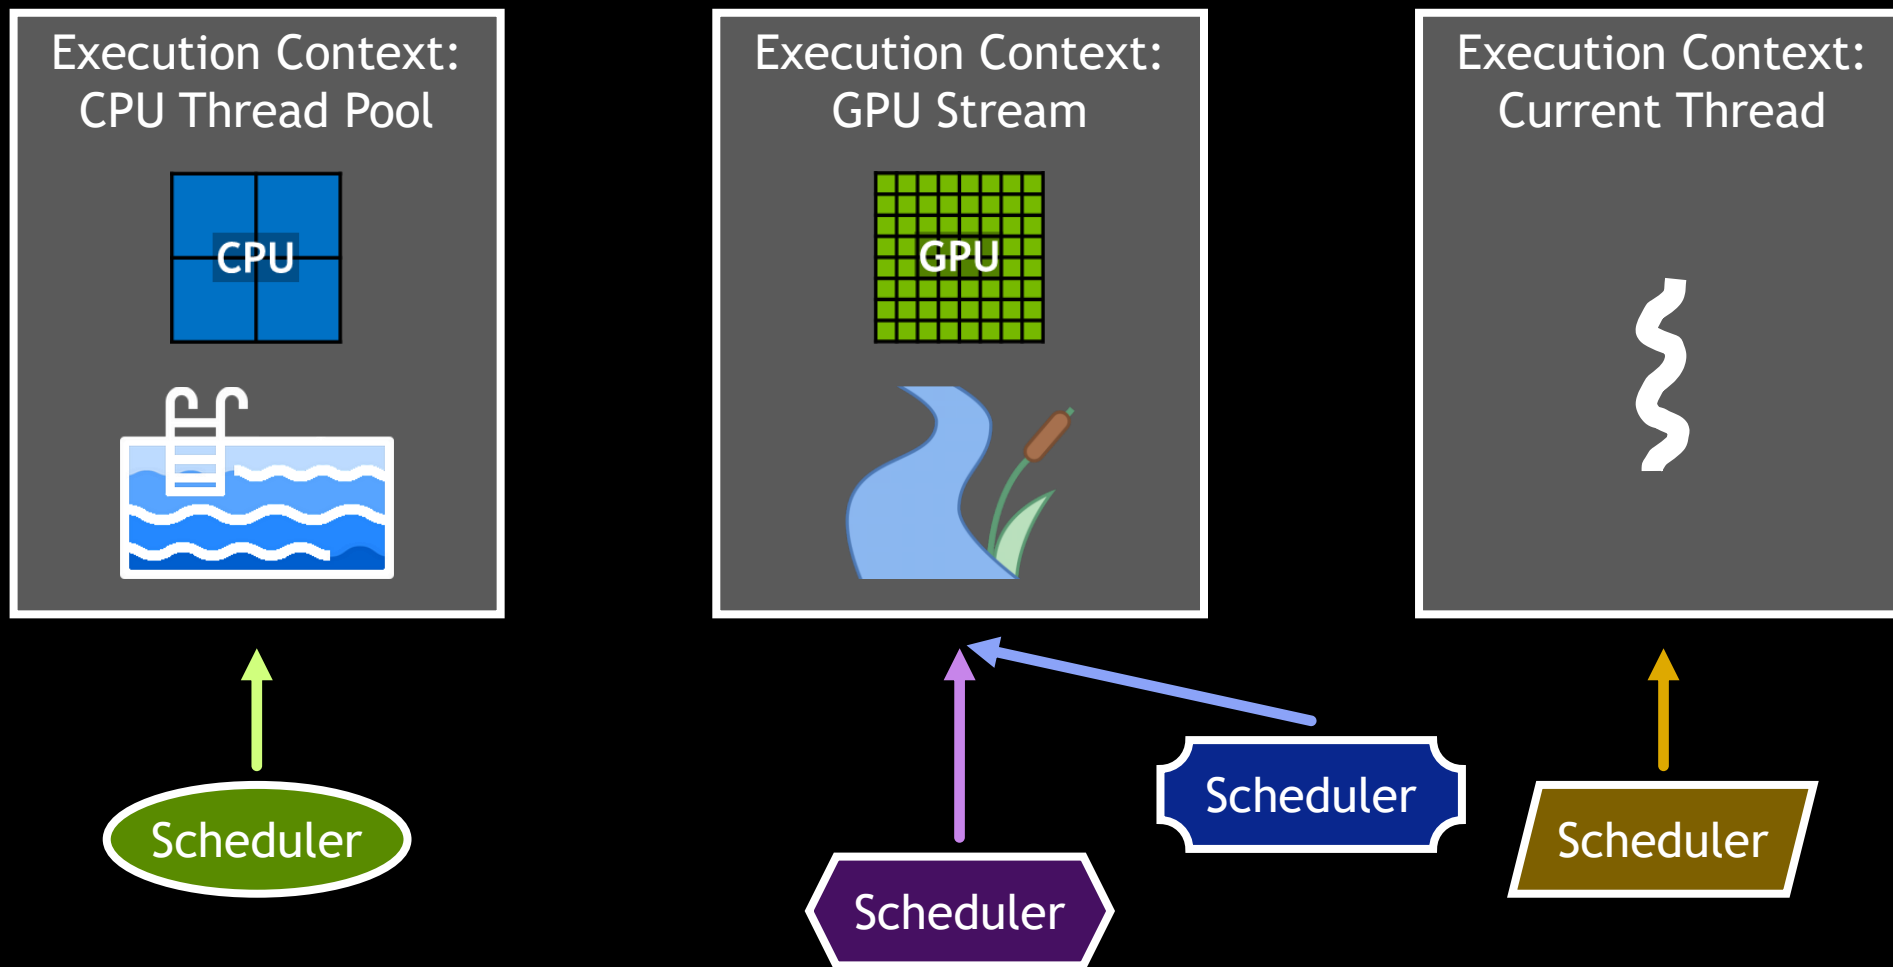 Execution Context:
CPU Thread Pool
CPU
Execution Context:
GPU Stream
GPU
Execution Context:
Current Thread
Scheduler
Scheduler
Scheduler
Scheduler